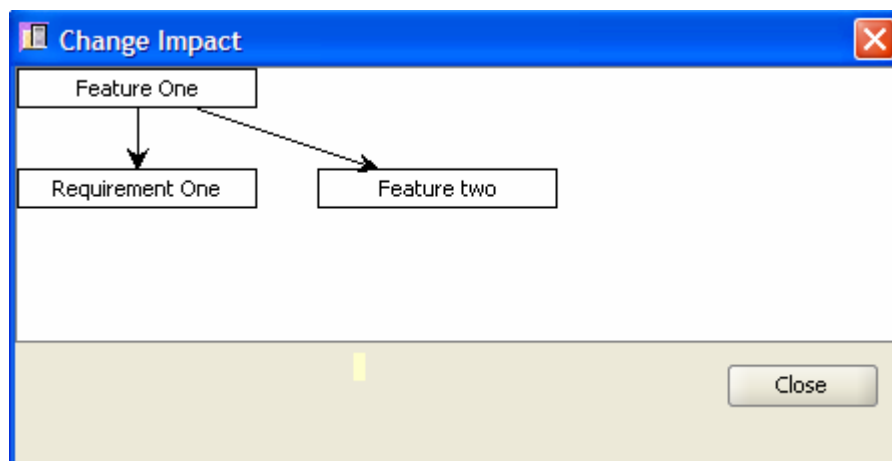 Change Impact
Feature One
Requirement One
Feature two
Close